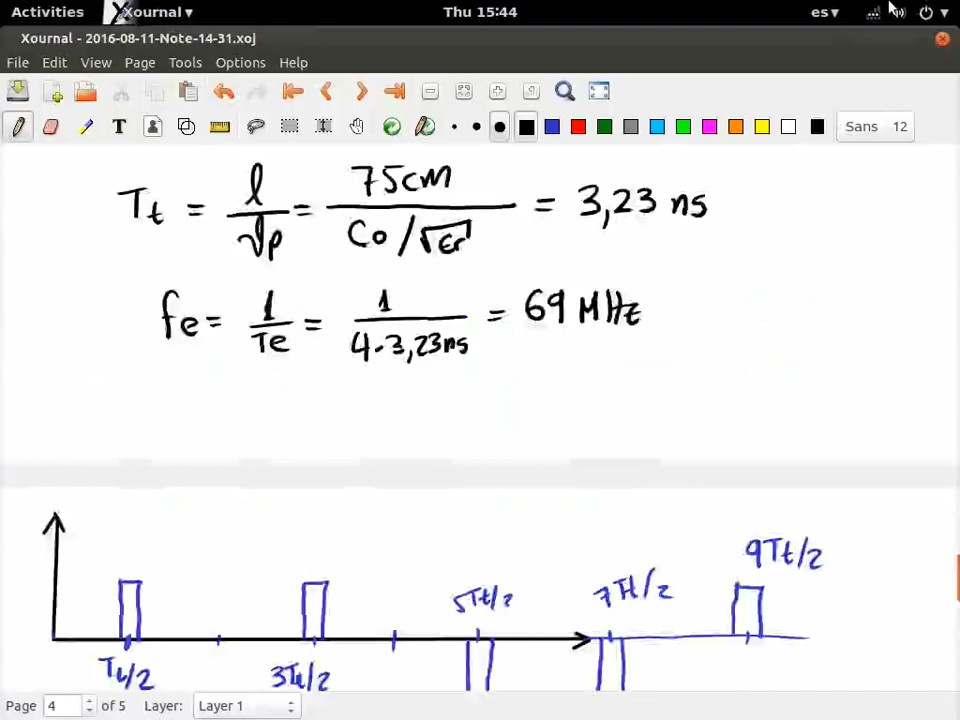 Activities Xournal ▾ Thu 15:44 es ▾
Xournal - 2016-08-11-Note-14-31.xoj
File Edit View Page Tools Options Help
Sans 12
Tt = l/vp = 75cm/(Co/√εr) = 3,23 ns
fe = 1/Te = 1/(4·3,23ns) = 69 MHz
9Tt/2
5Tt/2 7Tt/2
Tt/2 3Tt/2
Page 4 of 5 Layer: Layer 1